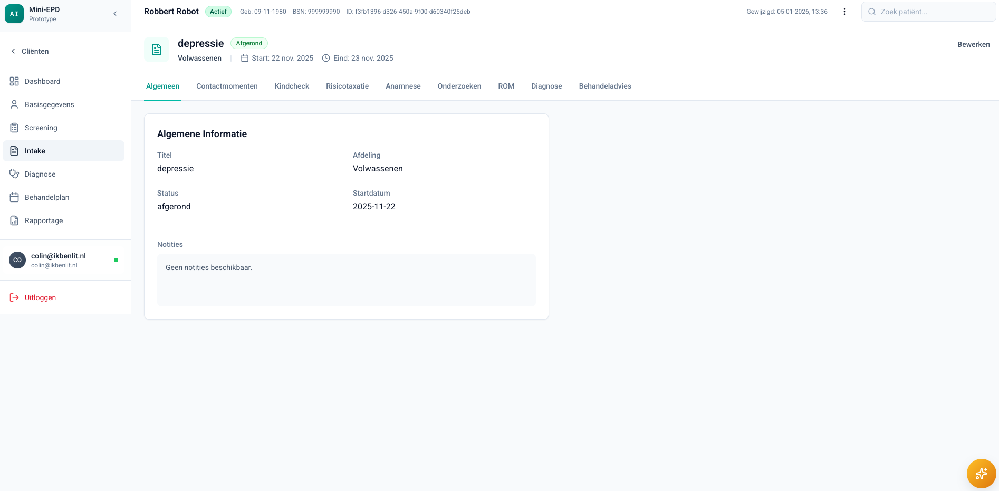 AI
Mini-EPD
Prototype
Cliënten
Dashboard
Basisgegevens
Screening
Intake
Diagnose
Behandelplan
Rapportage
CO
colin@ikbenlit.nl
colin@ikbenlit.nl
Uitloggen
Robbert Robot Actief Geb: 09-11-1980 BSN: 999999990 ID: f3fb1396-d326-450a-9f00-d60340f25deb Gewijzigd: 05-01-2026, 13:36 Zoek patiënt...
depressie Afgerond
Volwassenen | Start: 22 nov. 2025 Eind: 23 nov. 2025
Bewerken
Algemeen Contactmomenten Kindcheck Risicotaxatie Anamnese Onderzoeken ROM Diagnose Behandeladvies
Algemene Informatie
Titel
depressie
Afdeling
Volwassenen
Status
afgerond
Startdatum
2025-11-22
Notities
Geen notities beschikbaar.